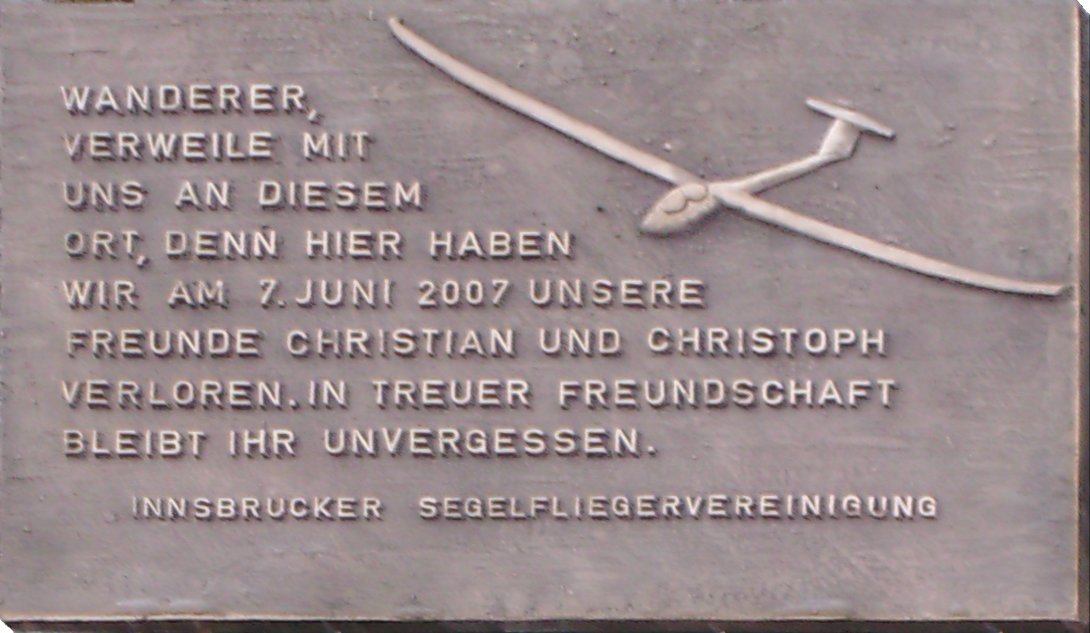 WANDERER,
VERWEILE MIT
UNS AN DIESEM
ORT, DENN HIER HABEN
WIR AM 7. JUNI 2007 UNSERE
FREUNDE CHRISTIAN UND CHRISTOPH
VERLOREN. IN TREUER FREUNDSCHAFT
BLEIBT IHR UNVERGESSEN.
INNSBRUCKER SEGELFLIEGERVEREINIGUNG